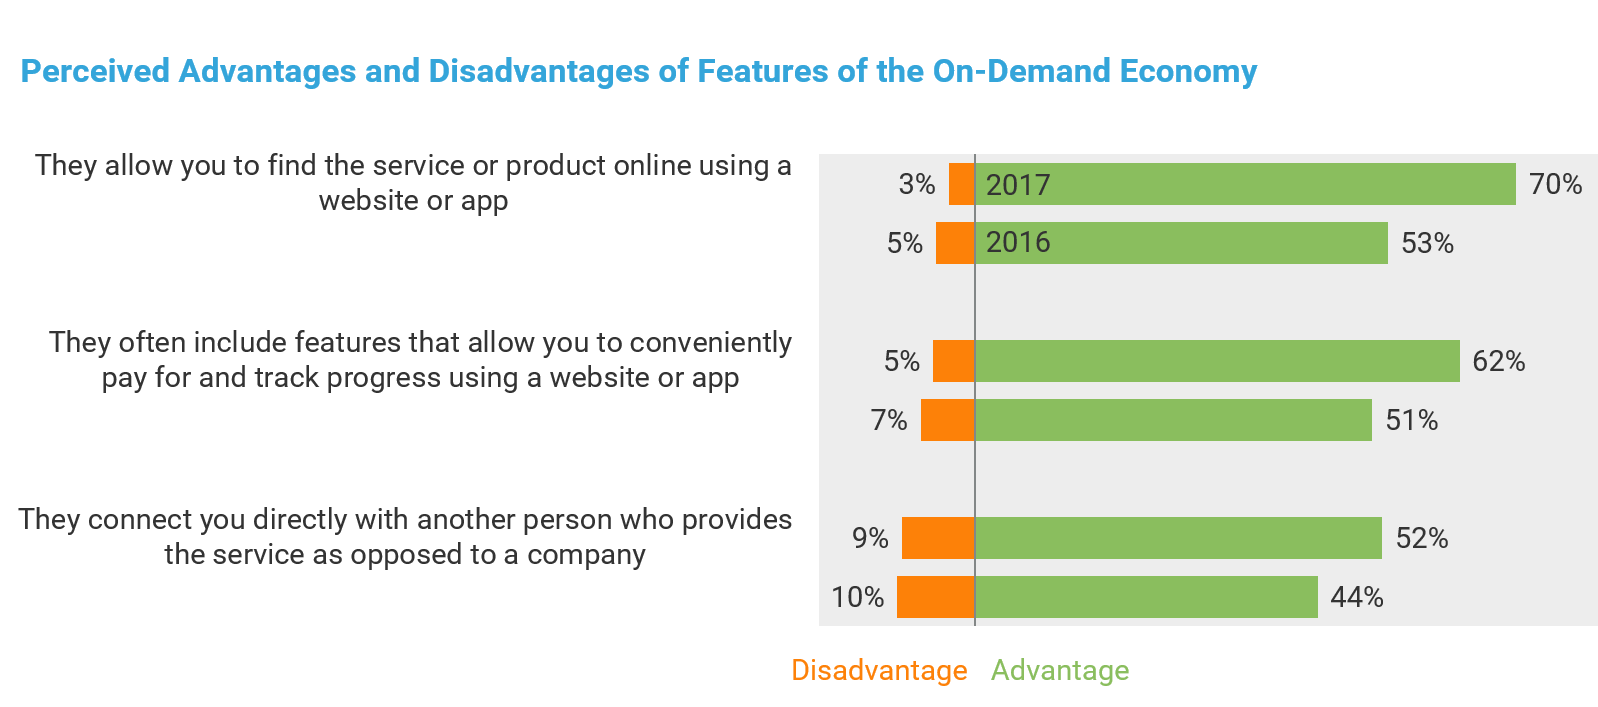 Perceived Advantages and Disadvantages of Features of the On-Demand Economy
They allow you to find the service or product online using a
website or app
3% 2017 70%
5% 2016 53%
They often include features that allow you to conveniently
pay for and track progress using a website or app
5% 62%
7% 51%
They connect you directly with another person who provides
the service as opposed to a company
9% 52%
10% 44%
Disadvantage Advantage